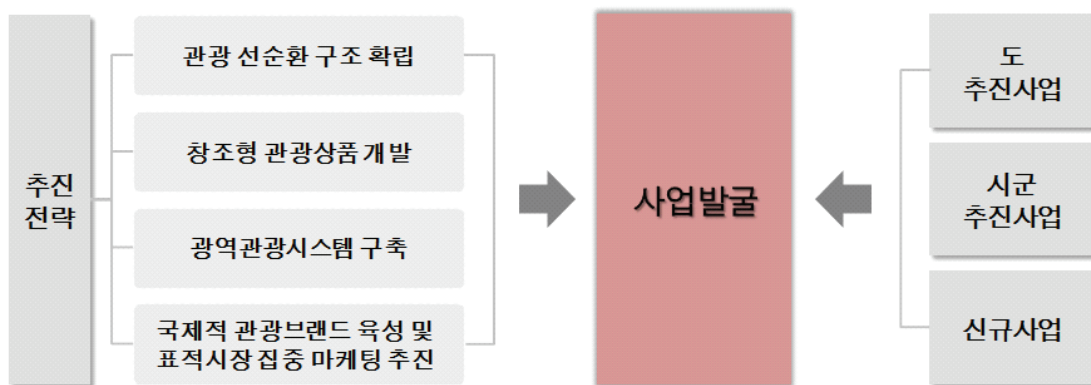 추진
전략
관광 선순환 구조 확립
창조형 관광상품 개발
광역관광시스템 구축
국제적 관광브랜드 육성 및
표적시장 집중 마케팅 추진
사업발굴
도
추진사업
시군
추진사업
신규사업